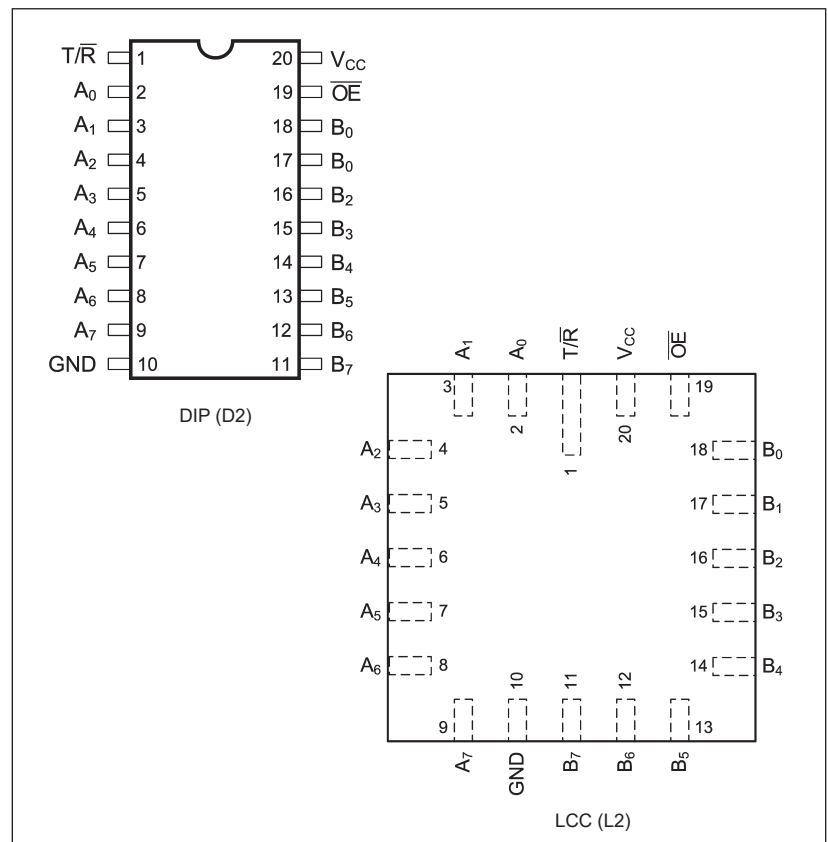 T/R̅ 1 20 VCC
A0 2 19 O̅E̅
A1 3 18 B0
A2 4 17 B0
A3 5 16 B2
A4 6 15 B3
A5 7 14 B4
A6 8 13 B5
A7 9 12 B6
GND 10 11 B7
DIP (D2)
A1 A0 T/R̅ VCC O̅E̅
3 2 1 20 19
A2 4 18 B0
A3 5 17 B1
A4 6 16 B2
A5 7 15 B3
A6 8 14 B4
9 10 11 12 13
A7 GND B7 B6 B5
LCC (L2)